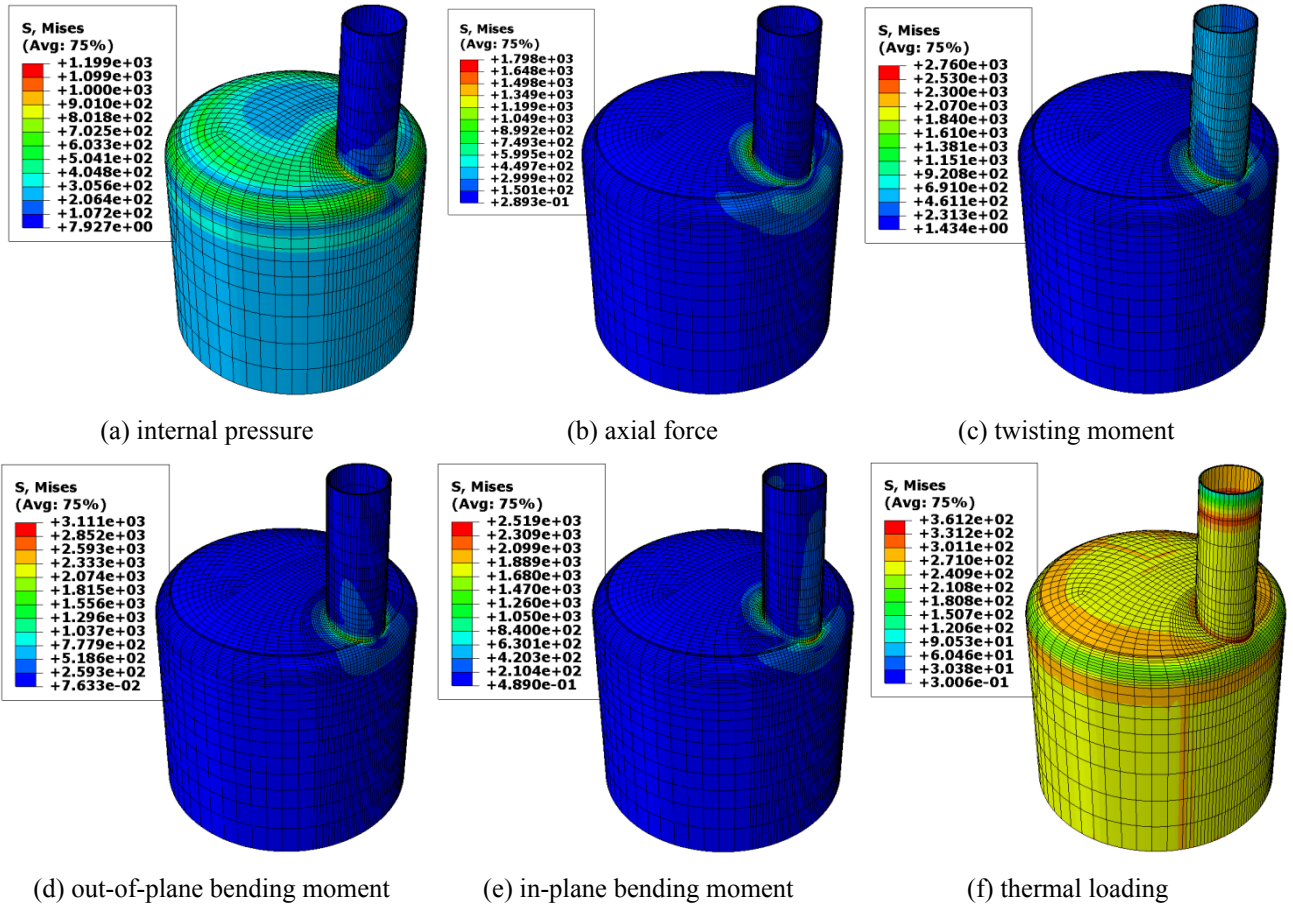 S, Mises
(Avg: 75%)
+1.199e+03
+1.099e+03
+1.000e+03
+9.010e+02
+8.018e+02
+7.025e+02
+6.033e+02
+5.041e+02
+4.048e+02
+3.056e+02
+2.064e+02
+1.072e+02
+7.927e+00
(a) internal pressure
S, Mises
(Avg: 75%)
+1.798e+03
+1.648e+03
+1.498e+03
+1.349e+03
+1.199e+03
+1.049e+03
+8.992e+02
+7.493e+02
+5.995e+02
+4.497e+02
+2.999e+02
+1.501e+02
+2.893e-01
(b) axial force
S, Mises
(Avg: 75%)
+2.760e+03
+2.530e+03
+2.300e+03
+2.070e+03
+1.840e+03
+1.610e+03
+1.381e+03
+1.151e+03
+9.208e+02
+6.910e+02
+4.611e+02
+2.313e+02
+1.434e+00
(c) twisting moment
S, Mises
(Avg: 75%)
+3.111e+03
+2.852e+03
+2.593e+03
+2.333e+03
+2.074e+03
+1.815e+03
+1.556e+03
+1.296e+03
+1.037e+03
+7.779e+02
+5.186e+02
+2.593e+02
+7.633e-02
(d) out-of-plane bending moment
S, Mises
(Avg: 75%)
+2.519e+03
+2.309e+03
+2.099e+03
+1.889e+03
+1.680e+03
+1.470e+03
+1.260e+03
+1.050e+03
+8.400e+02
+6.301e+02
+4.203e+02
+2.104e+02
+4.890e-01
(e) in-plane bending moment
S, Mises
(Avg: 75%)
+3.612e+02
+3.312e+02
+3.011e+02
+2.710e+02
+2.409e+02
+2.108e+02
+1.808e+02
+1.507e+02
+1.206e+02
+9.053e+01
+6.046e+01
+3.038e+01
+3.006e-01
(f) thermal loading